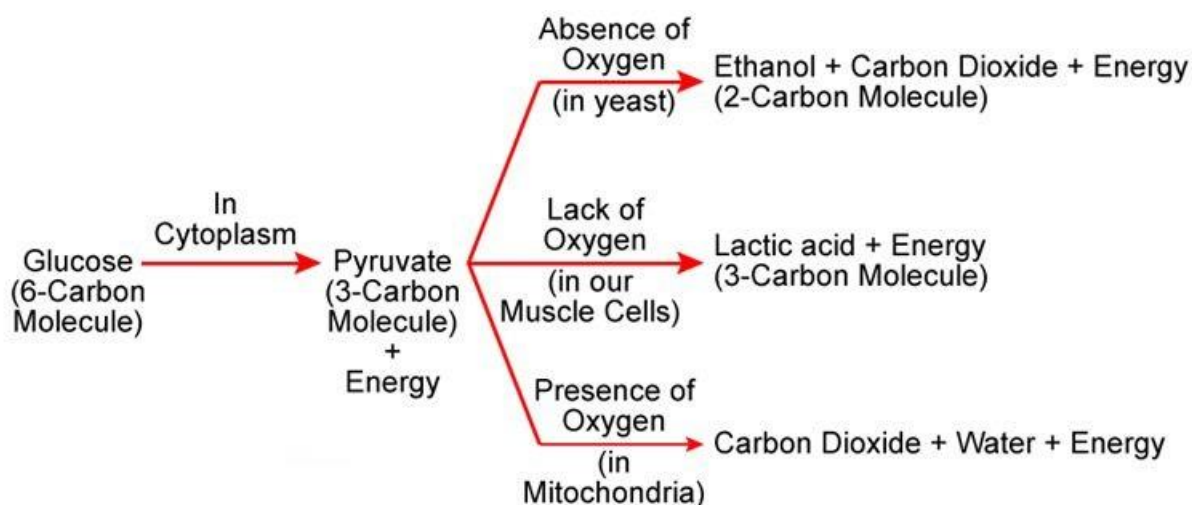 Glucose
(6-Carbon
Molecule)
In
Cytoplasm
Pyruvate
(3-Carbon
Molecule)
+
Energy
Absence of
Oxygen
(in yeast)
Ethanol + Carbon Dioxide + Energy
(2-Carbon Molecule)
Lack of
Oxygen
(in our
Muscle Cells)
Lactic acid + Energy
(3-Carbon Molecule)
Presence of
Oxygen
(in
Mitochondria)
Carbon Dioxide + Water + Energy